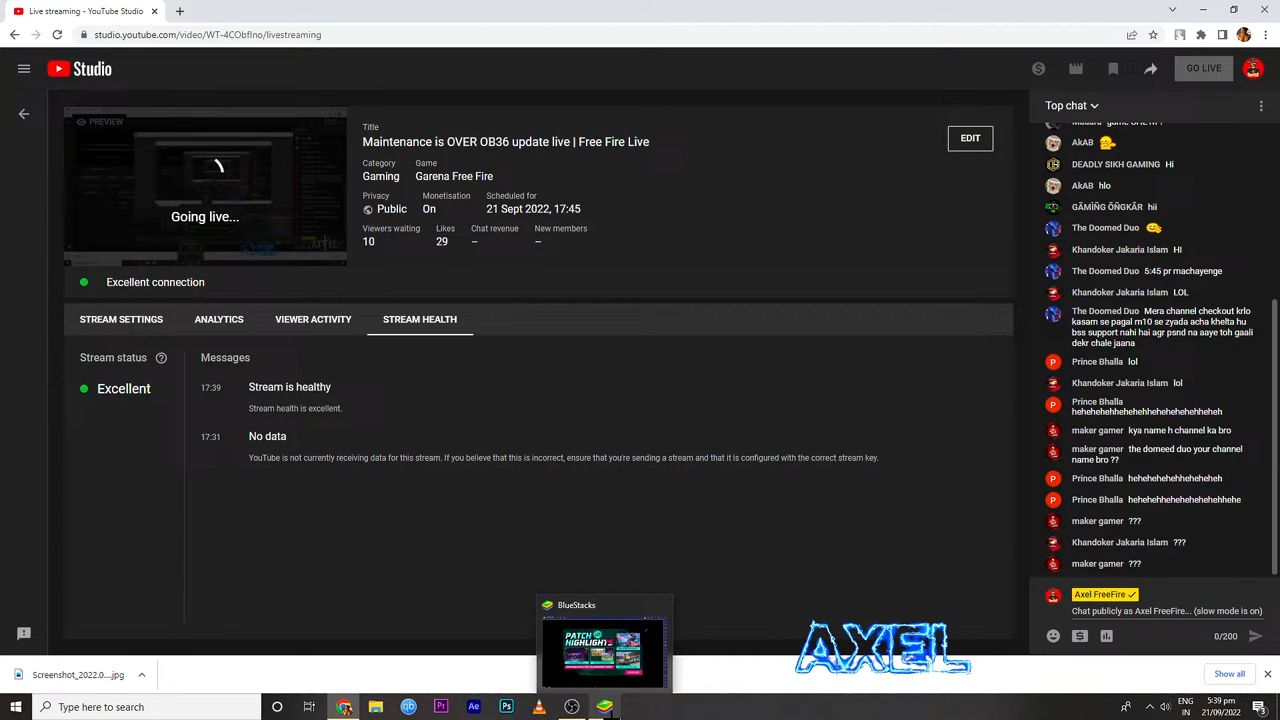 Live streaming - YouTube Studio
studio.youtube.com/video/WT-4CObfIno/livestreaming
Studio
GO LIVE
PREVIEW
Going live...
Excellent connection
Title
Maintenance is OVER OB36 update live | Free Fire Live
EDIT
Category
Game
Gaming
Garena Free Fire
Privacy
Monetisation
Scheduled for
Public
On
21 Sept 2022, 17:45
Viewers waiting
Likes
Chat revenue
New members
10
29
–
–
STREAM SETTINGS
ANALYTICS
VIEWER ACTIVITY
STREAM HEALTH
Stream status
Excellent
Messages
17:39
Stream is healthy
Stream health is excellent.
17:31
No data
YouTube is not currently receiving data for this stream. If you believe that this is incorrect, ensure that you're sending a stream and that it is configured with the correct stream key.
Top chat
AkAB
DEADLY SIKH GAMING Hi
AkAB hlo
GÄMÏÑG ÖÑGKÄR hii
The Doomed Duo
Khandoker Jakaria Islam HI
The Doomed Duo 5:45 pr machayenge
Khandoker Jakaria Islam LOL
The Doomed Duo Mera channel checkout krlo
kasam se pagal m10 se zyada acha khelta hu
bss support nahi hai agr psnd na aaye toh gaali
dekr chale jaana
Prince Bhalla lol
Khandoker Jakaria Islam lol
Prince Bhalla
hehehehehhehehehehehehehehheh
maker gamer kya name h channel ka bro
maker gamer the domeed duo your channel
name bro ??
Prince Bhalla heheheheheheheheheh
Prince Bhalla hehehehhehehehehehehehe
maker gamer ???
Khandoker Jakaria Islam ???
maker gamer ???
Axel FreeFire
Chat publicly as Axel FreeFire... (slow mode is on)
0/200
BlueStacks
PATCH
HIGHLIGHTS
AXEL
Screenshot_2022.0....jpg
Show all
Type here to search
qb
Pr
Ae
Ps
ENG
IN
5:39 pm
21/09/2022